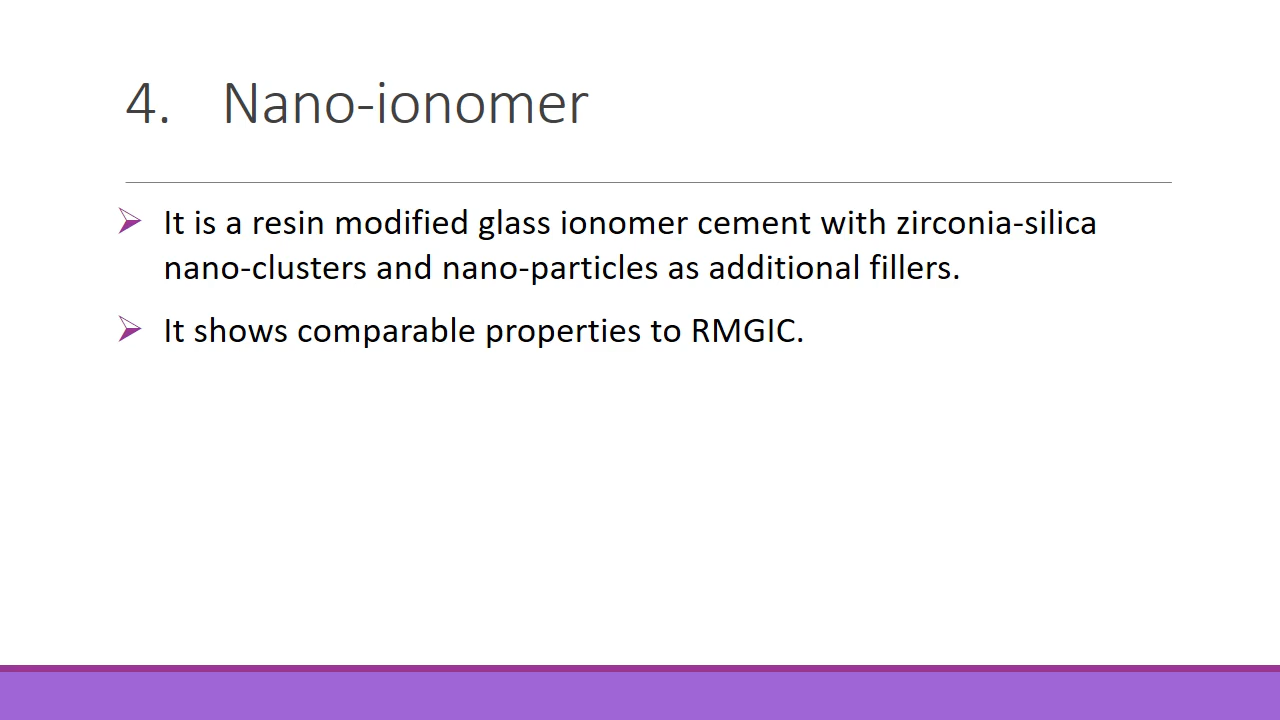 4. Nano-ionomer
It is a resin modified glass ionomer cement with zirconia-silica
nano-clusters and nano-particles as additional fillers.
It shows comparable properties to RMGIC.